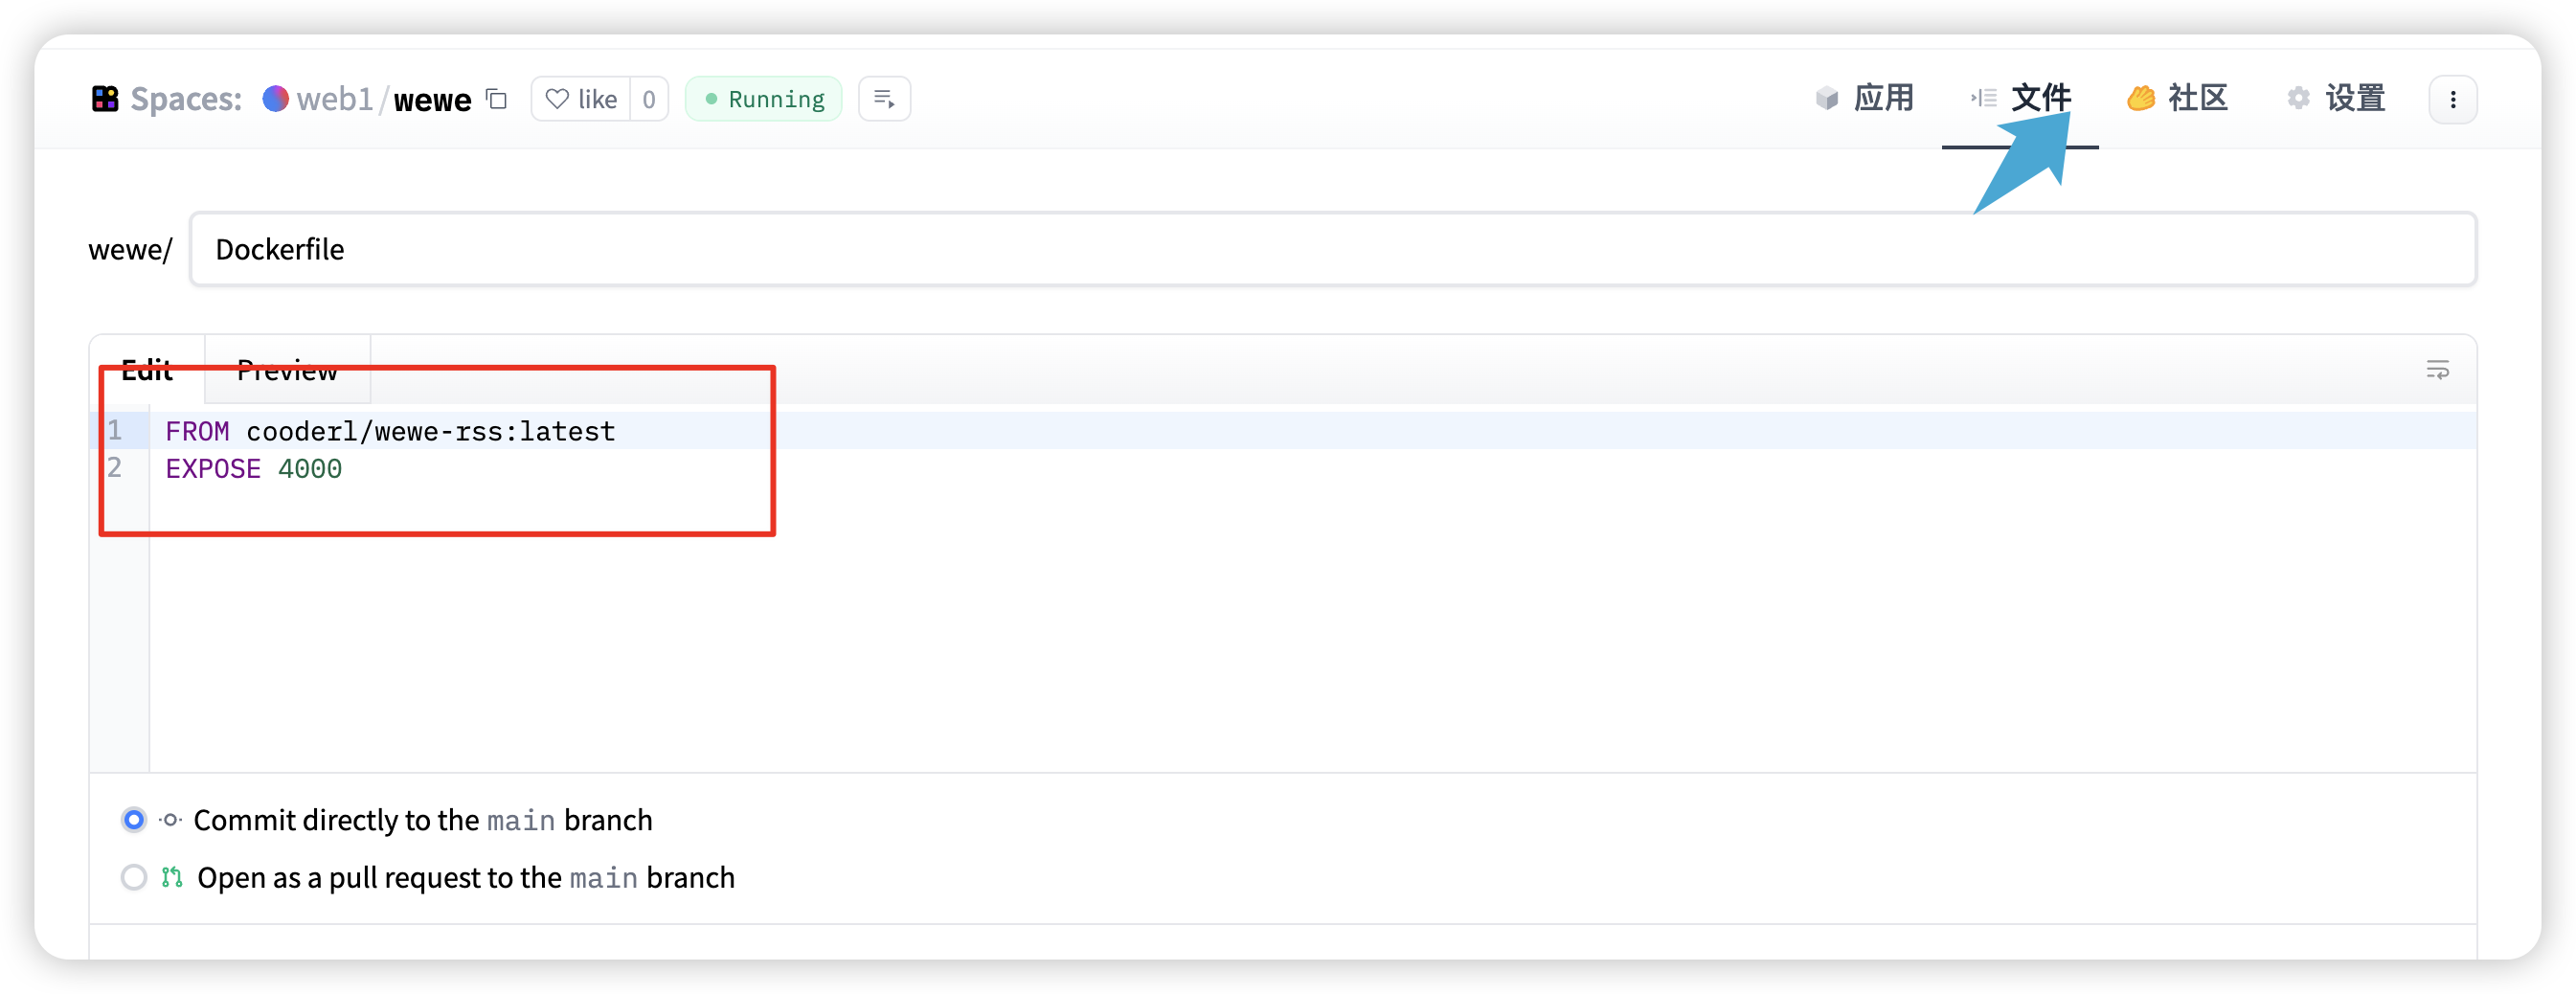 Spaces: web1/wewe like 0 Running 应用 文件 社区 设置
wewe/ Dockerfile
Edit Preview
1 FROM cooderl/wewe-rss:latest
2 EXPOSE 4000
Commit directly to the main branch
Open as a pull request to the main branch